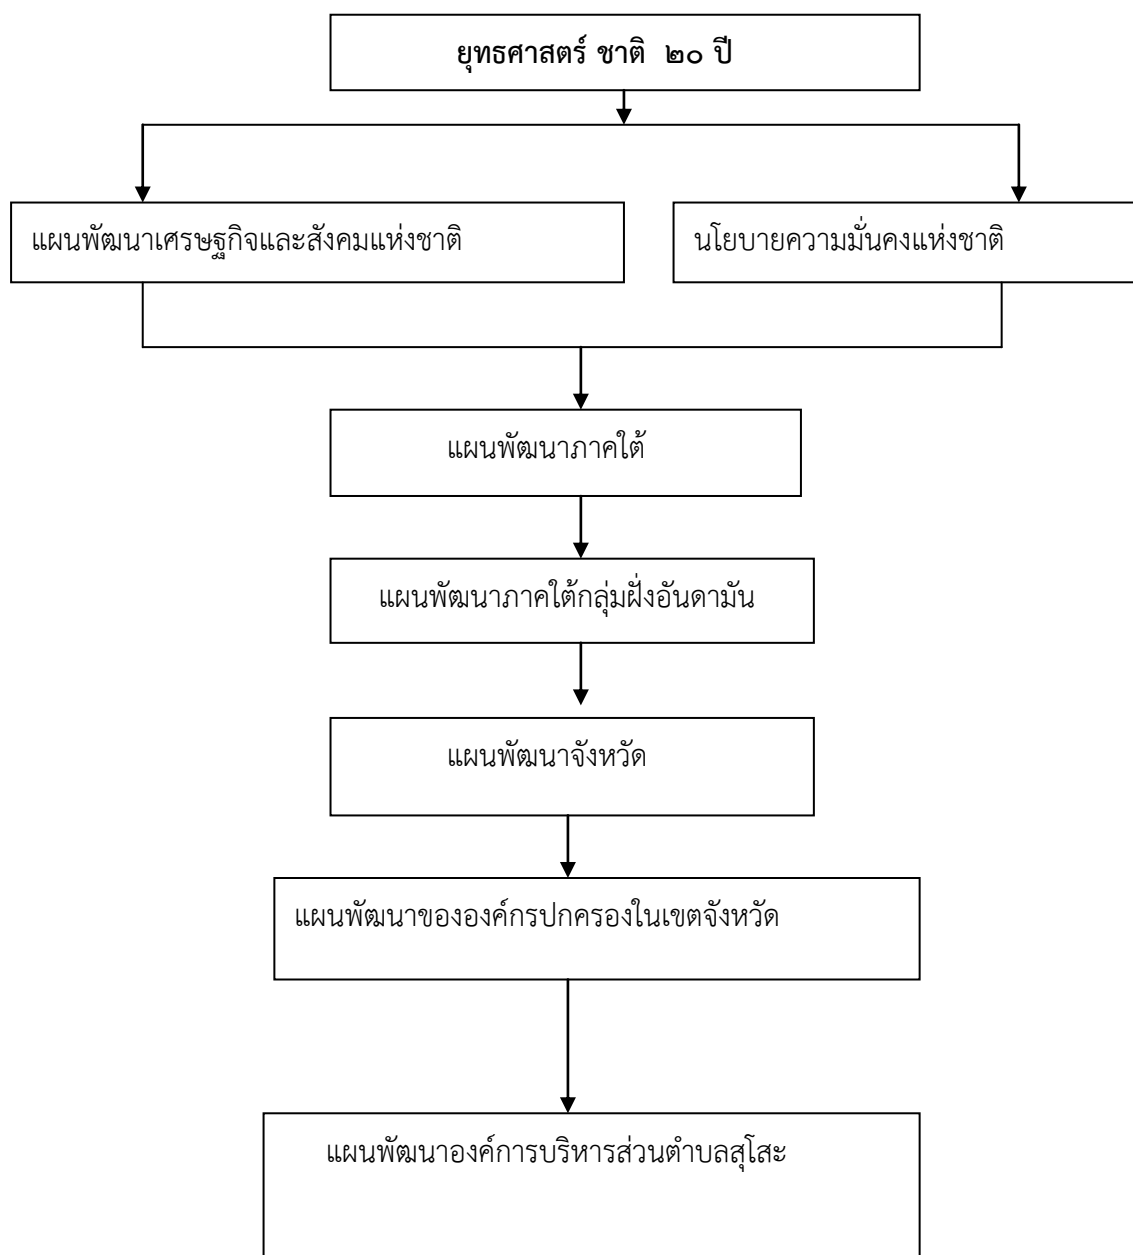 ยุทธศาสตร์ ชาติ ๒๐ ปี
แผนพัฒนาเศรษฐกิจและสังคมแห่งชาติ
นโยบายความมั่นคงแห่งชาติ
แผนพัฒนาภาคใต้
แผนพัฒนาภาคใต้กลุ่มฝั่งอันดามัน
แผนพัฒนาจังหวัด
แผนพัฒนาขององค์กรปกครองในเขตจังหวัด
แผนพัฒนาองค์การบริหารส่วนตำบลสุโสะ